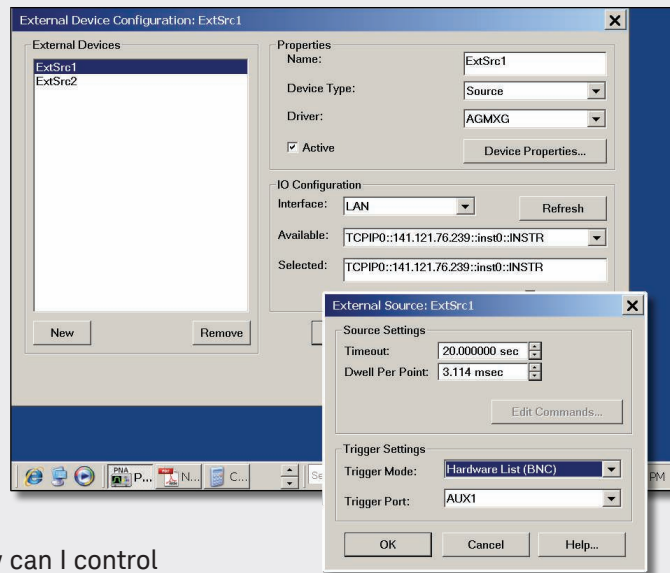 External Device Configuration: ExtSrc1
External Devices
ExtSrc1
ExtSrc2
New
Remove
Properties
Name:
ExtSrc1
Device Type:
Source
Driver:
AGMXG
Active
Device Properties...
IO Configuration
Interface:
LAN
Refresh
Available:
TCPIP0::141.121.76.239::inst0::INSTR
Selected:
TCPIP0::141.121.76.239::inst0::INSTR
External Source: ExtSrc1
Source Settings
Timeout:
20.000000 sec
Dwell Per Point:
3.114 msec
Edit Commands...
Trigger Settings
Trigger Mode:
Hardware List (BNC)
Trigger Port:
AUX1
OK
Cancel
Help...
PNA
P...
N...
C...
PM
can I control